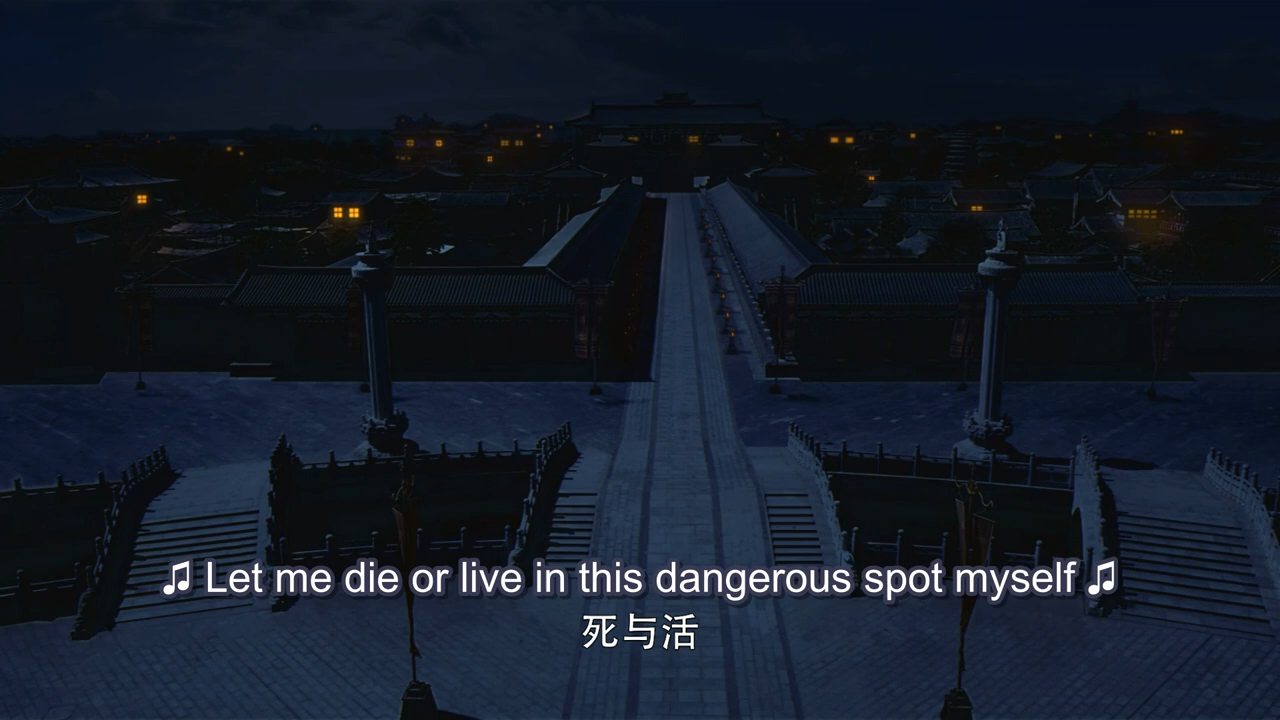 ♫ Let me die or live in this dangerous spot myself ♫
死与活